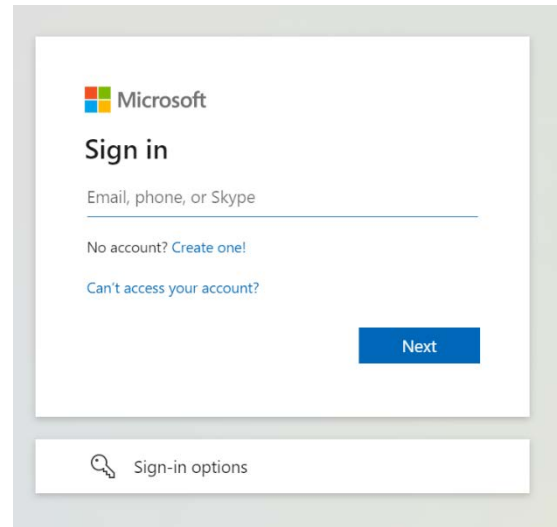 Microsoft
Sign in
Email, phone, or Skype
No account? Create one!
Can't access your account?
Next
Sign-in options